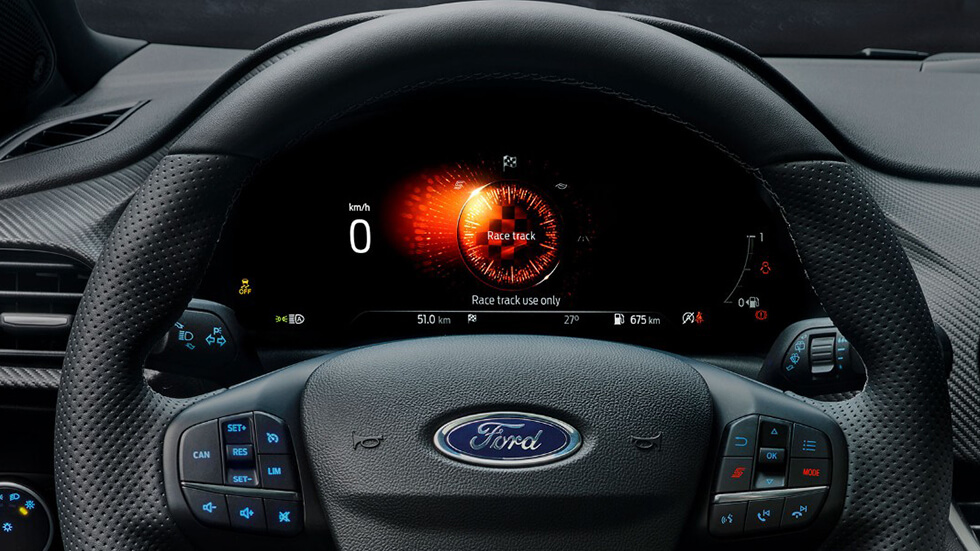 km/h
0
Race track
Race track use only
1
0
OFF
A
51.0 km
27°
675 km
P
Ford
CAN
SET+
RES
SET-
LIM
OK
MODE